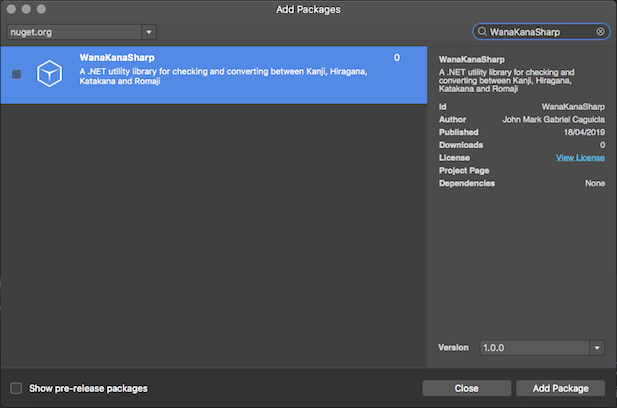 Add Packages
nuget.org
WanaKanaSharp
WanaKanaSharp 0
A .NET utility library for checking and converting between Kanji, Hiragana,
Katakana and Romaji
WanaKanaSharp
A .NET utility library for checking and
converting between Kanji, Hiragana,
Katakana and Romaji
Id WanaKanaSharp
Author John Mark Gabriel Caguicla
Published 18/04/2019
Downloads 0
License View License
Project Page
Dependencies None
Version 1.0.0
Show pre-release packages
Close Add Package